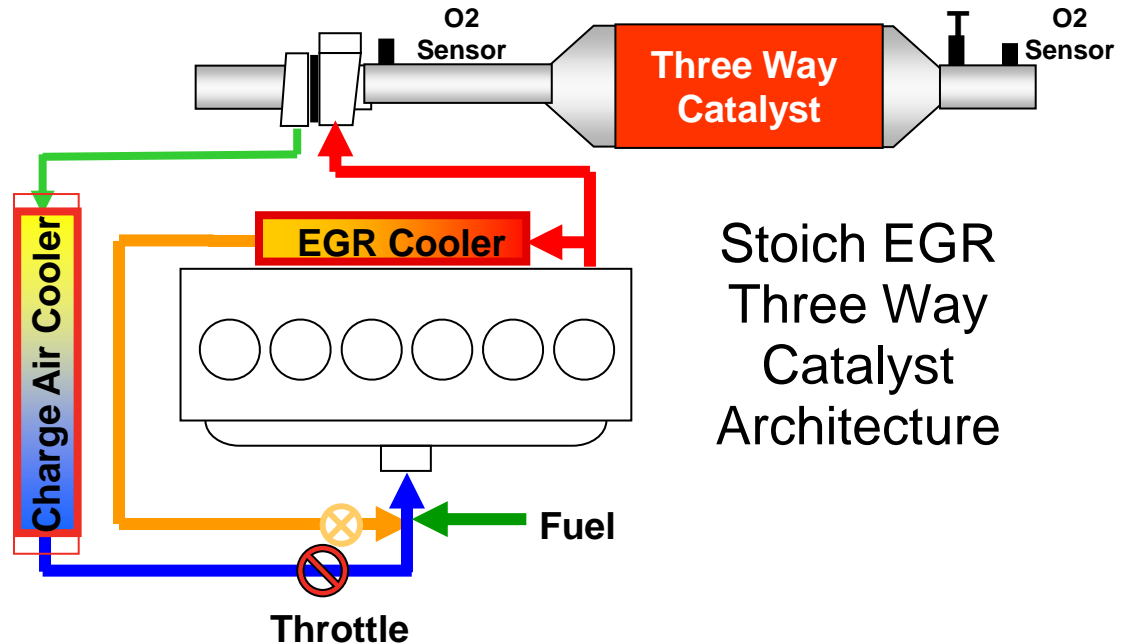 O2
Sensor
T
O2
Sensor
Three Way
Catalyst
EGR Cooler
Charge Air Cooler
Stoich EGR
Three Way
Catalyst
Architecture
Fuel
Throttle